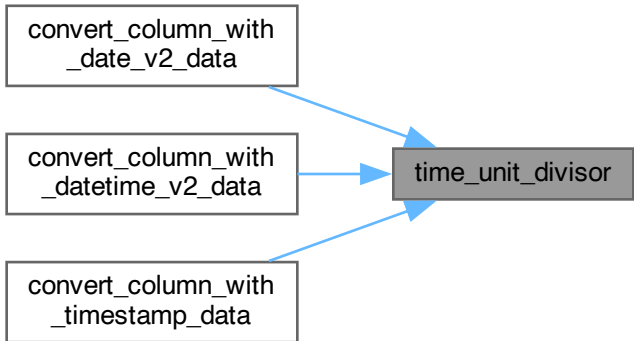 convert_column_with
_date_v2_data
convert_column_with
_datetime_v2_data
time_unit_divisor
convert_column_with
_timestamp_data